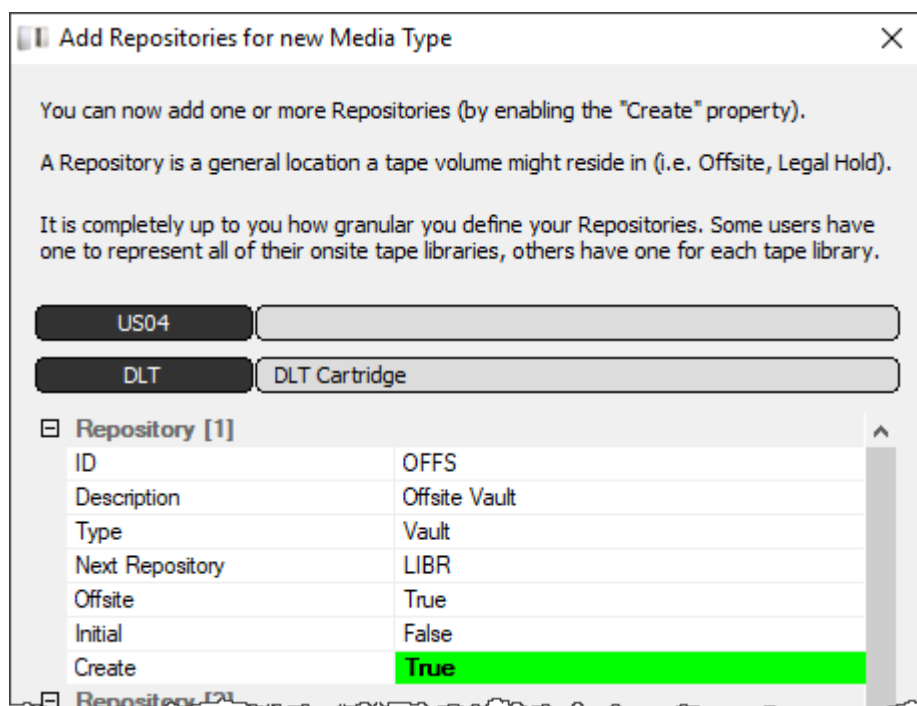 Add Repositories for new Media Type
You can now add one or more Repositories (by enabling the "Create" property).
A Repository is a general location a tape volume might reside in (i.e. Offsite, Legal Hold).
It is completely up to you how granular you define your Repositories. Some users have
one to represent all of their onsite tape libraries, others have one for each tape library.
US04
DLT DLT Cartridge
Repository [1]
ID OFFS
Description Offsite Vault
Type Vault
Next Repository LIBR
Offsite True
Initial False
Create True
Repository [2]